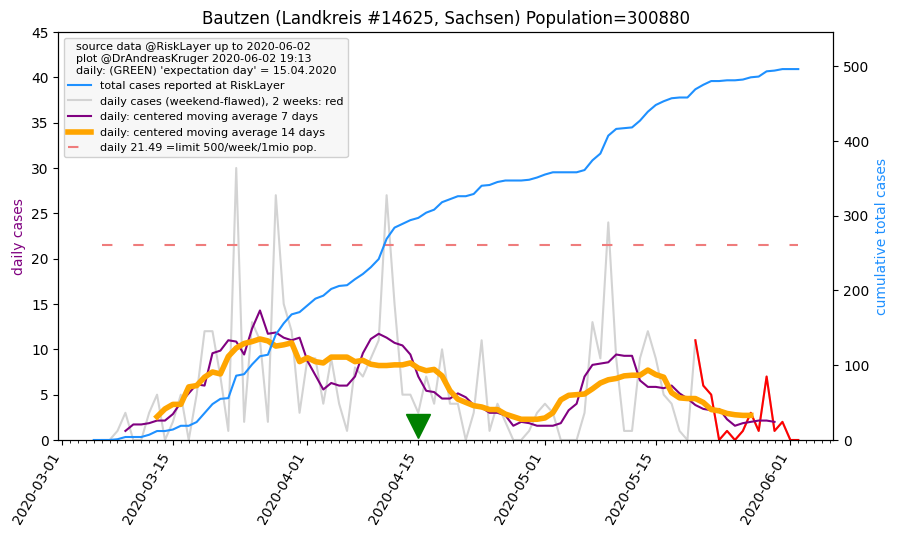 Bautzen (Landkreis #14625, Sachsen) Population=300880
source data @RiskLayer up to 2020-06-02
plot @DrAndreasKruger 2020-06-02 19:13
daily: (GREEN) 'expectation day' = 15.04.2020
total cases reported at RiskLayer
daily cases (weekend-flawed), 2 weeks: red
daily: centered moving average 7 days
daily: centered moving average 14 days
daily 21.49 =limit 500/week/1mio pop.
daily cases
45
40
35
30
25
20
15
10
5
0
cumulative total cases
500
400
300
200
100
0
2020-03-01
2020-03-15
2020-04-01
2020-04-15
2020-05-01
2020-05-15
2020-06-01